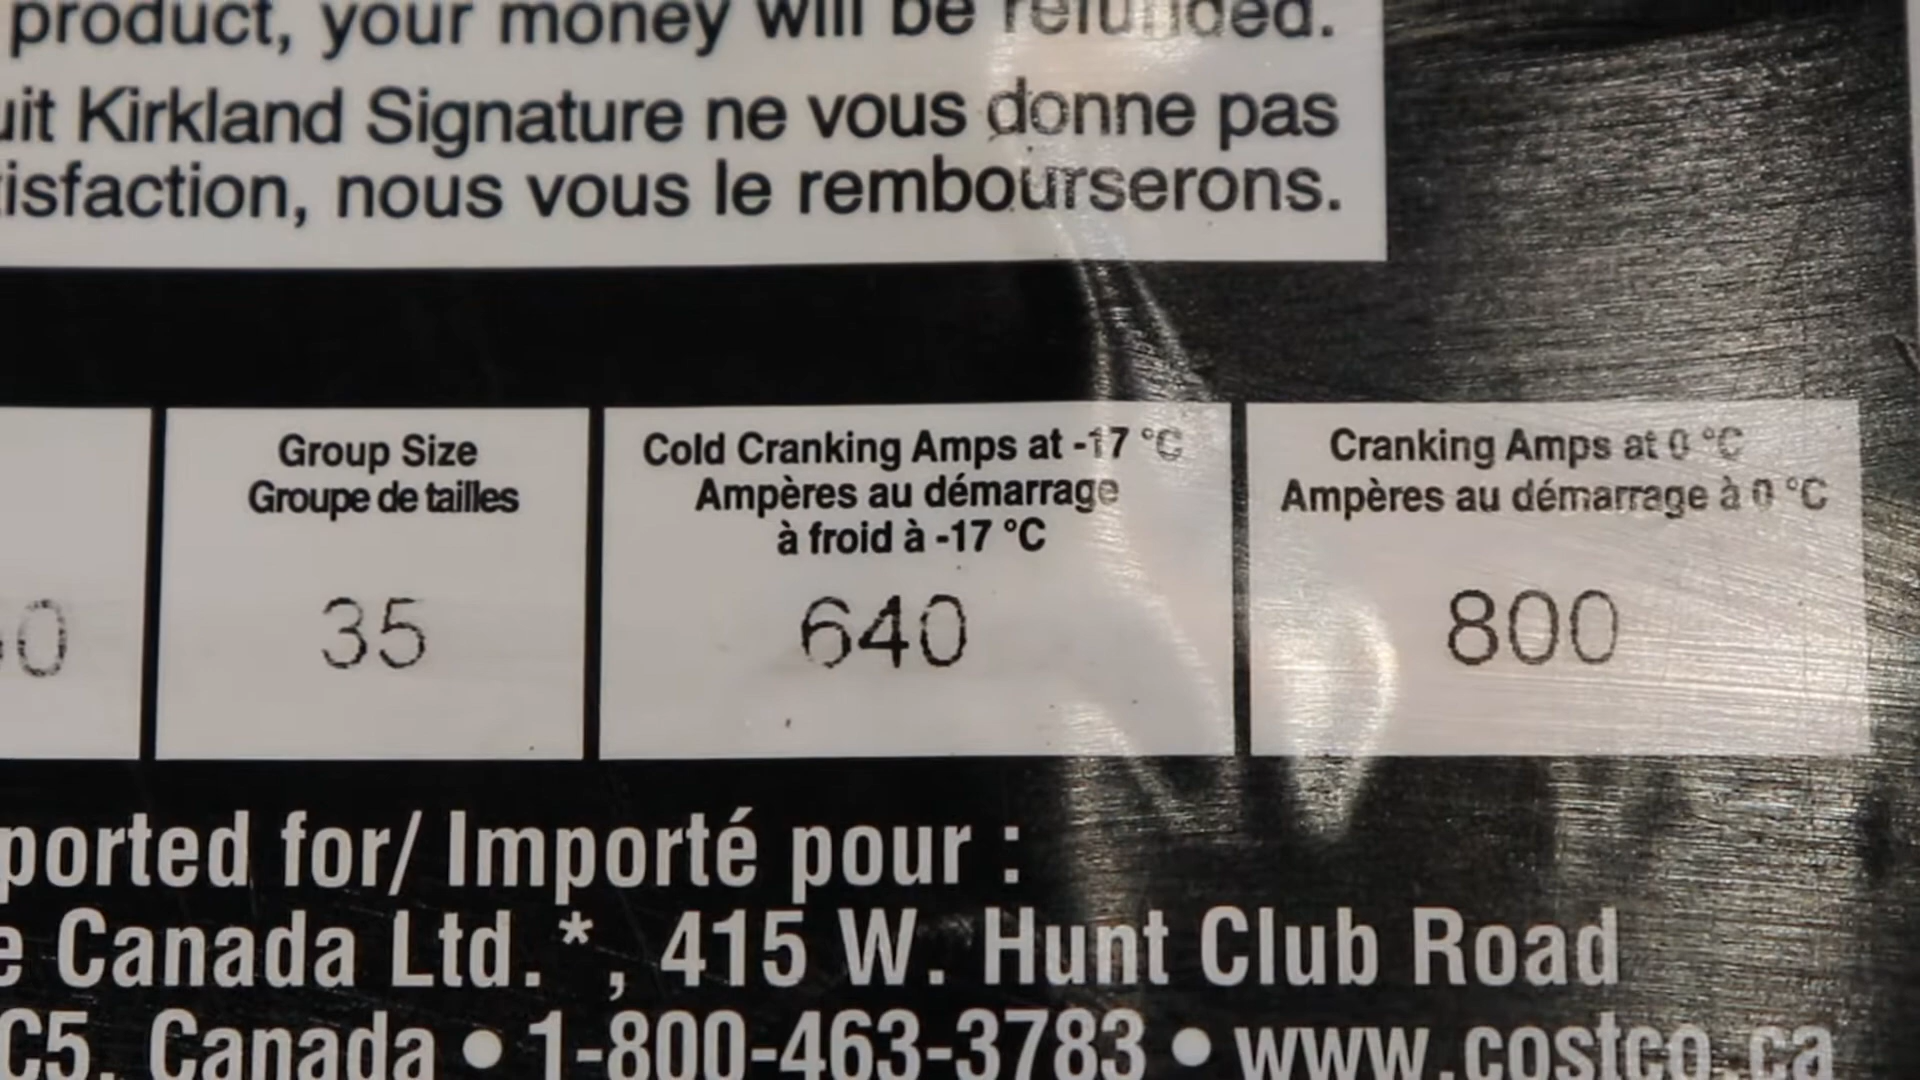 product, your money will be refunded.
Kirkland Signature ne vous donne pas
nous vous le rembourserons.
Group Size
Groupe de tailles
35
Cold Cranking Amps at -17 °C
Ampères au démarrage
à froid à -17 °C
640
Cranking Amps at 0 °C
Ampères au démarrage à 0 °C
800
for/ Importé pour :
Canada Ltd.*, 415 W. Hunt Club Road
C5, Canada • 1-800-463-3783 • www.costco.ca